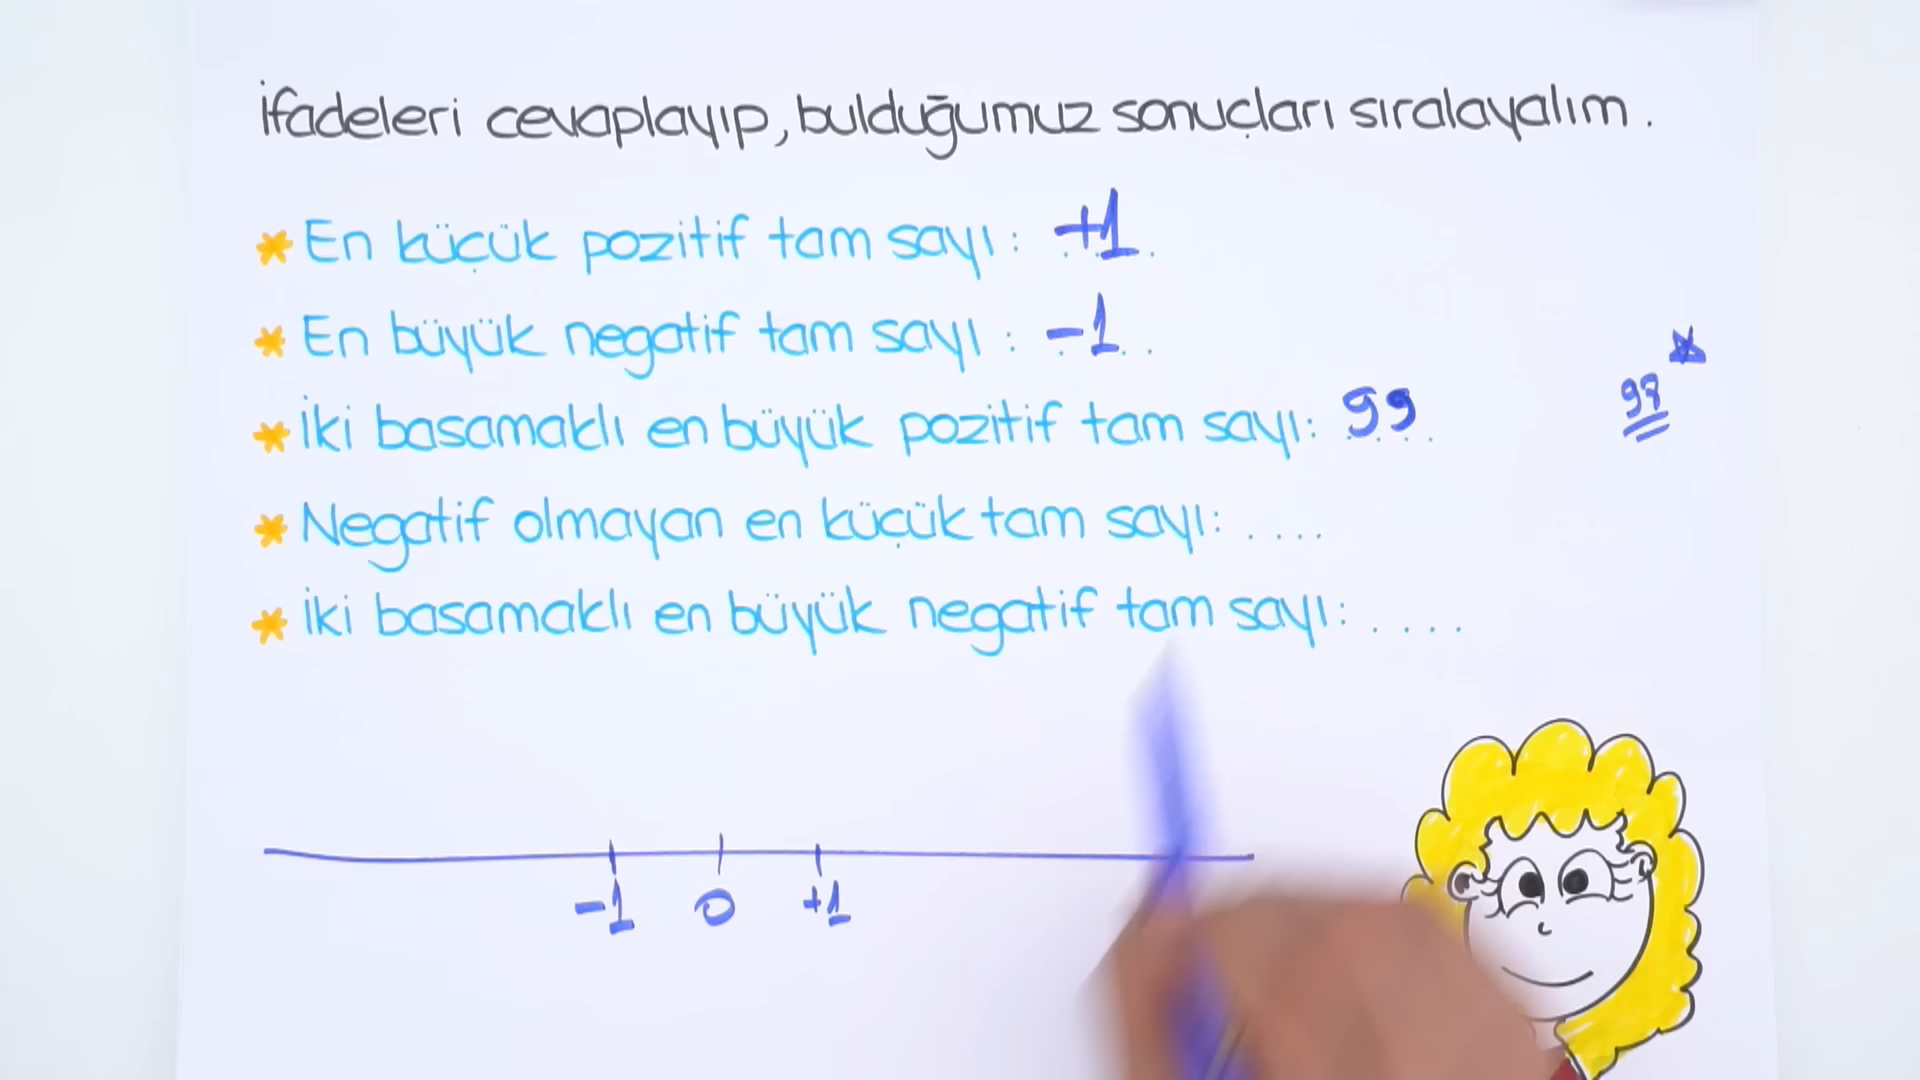 İfadeleri cevaplayıp, bulduğumuz sonuçları sıralayalım.
* En küçük pozitif tam sayı: +1
* En büyük negatif tam sayı: -1
* İki basamaklı en büyük pozitif tam sayı: 99
98
* Negatif olmayan en küçük tam sayı: ....
* İki basamaklı en büyük negatif tam sayı: ....
-1 0 +1